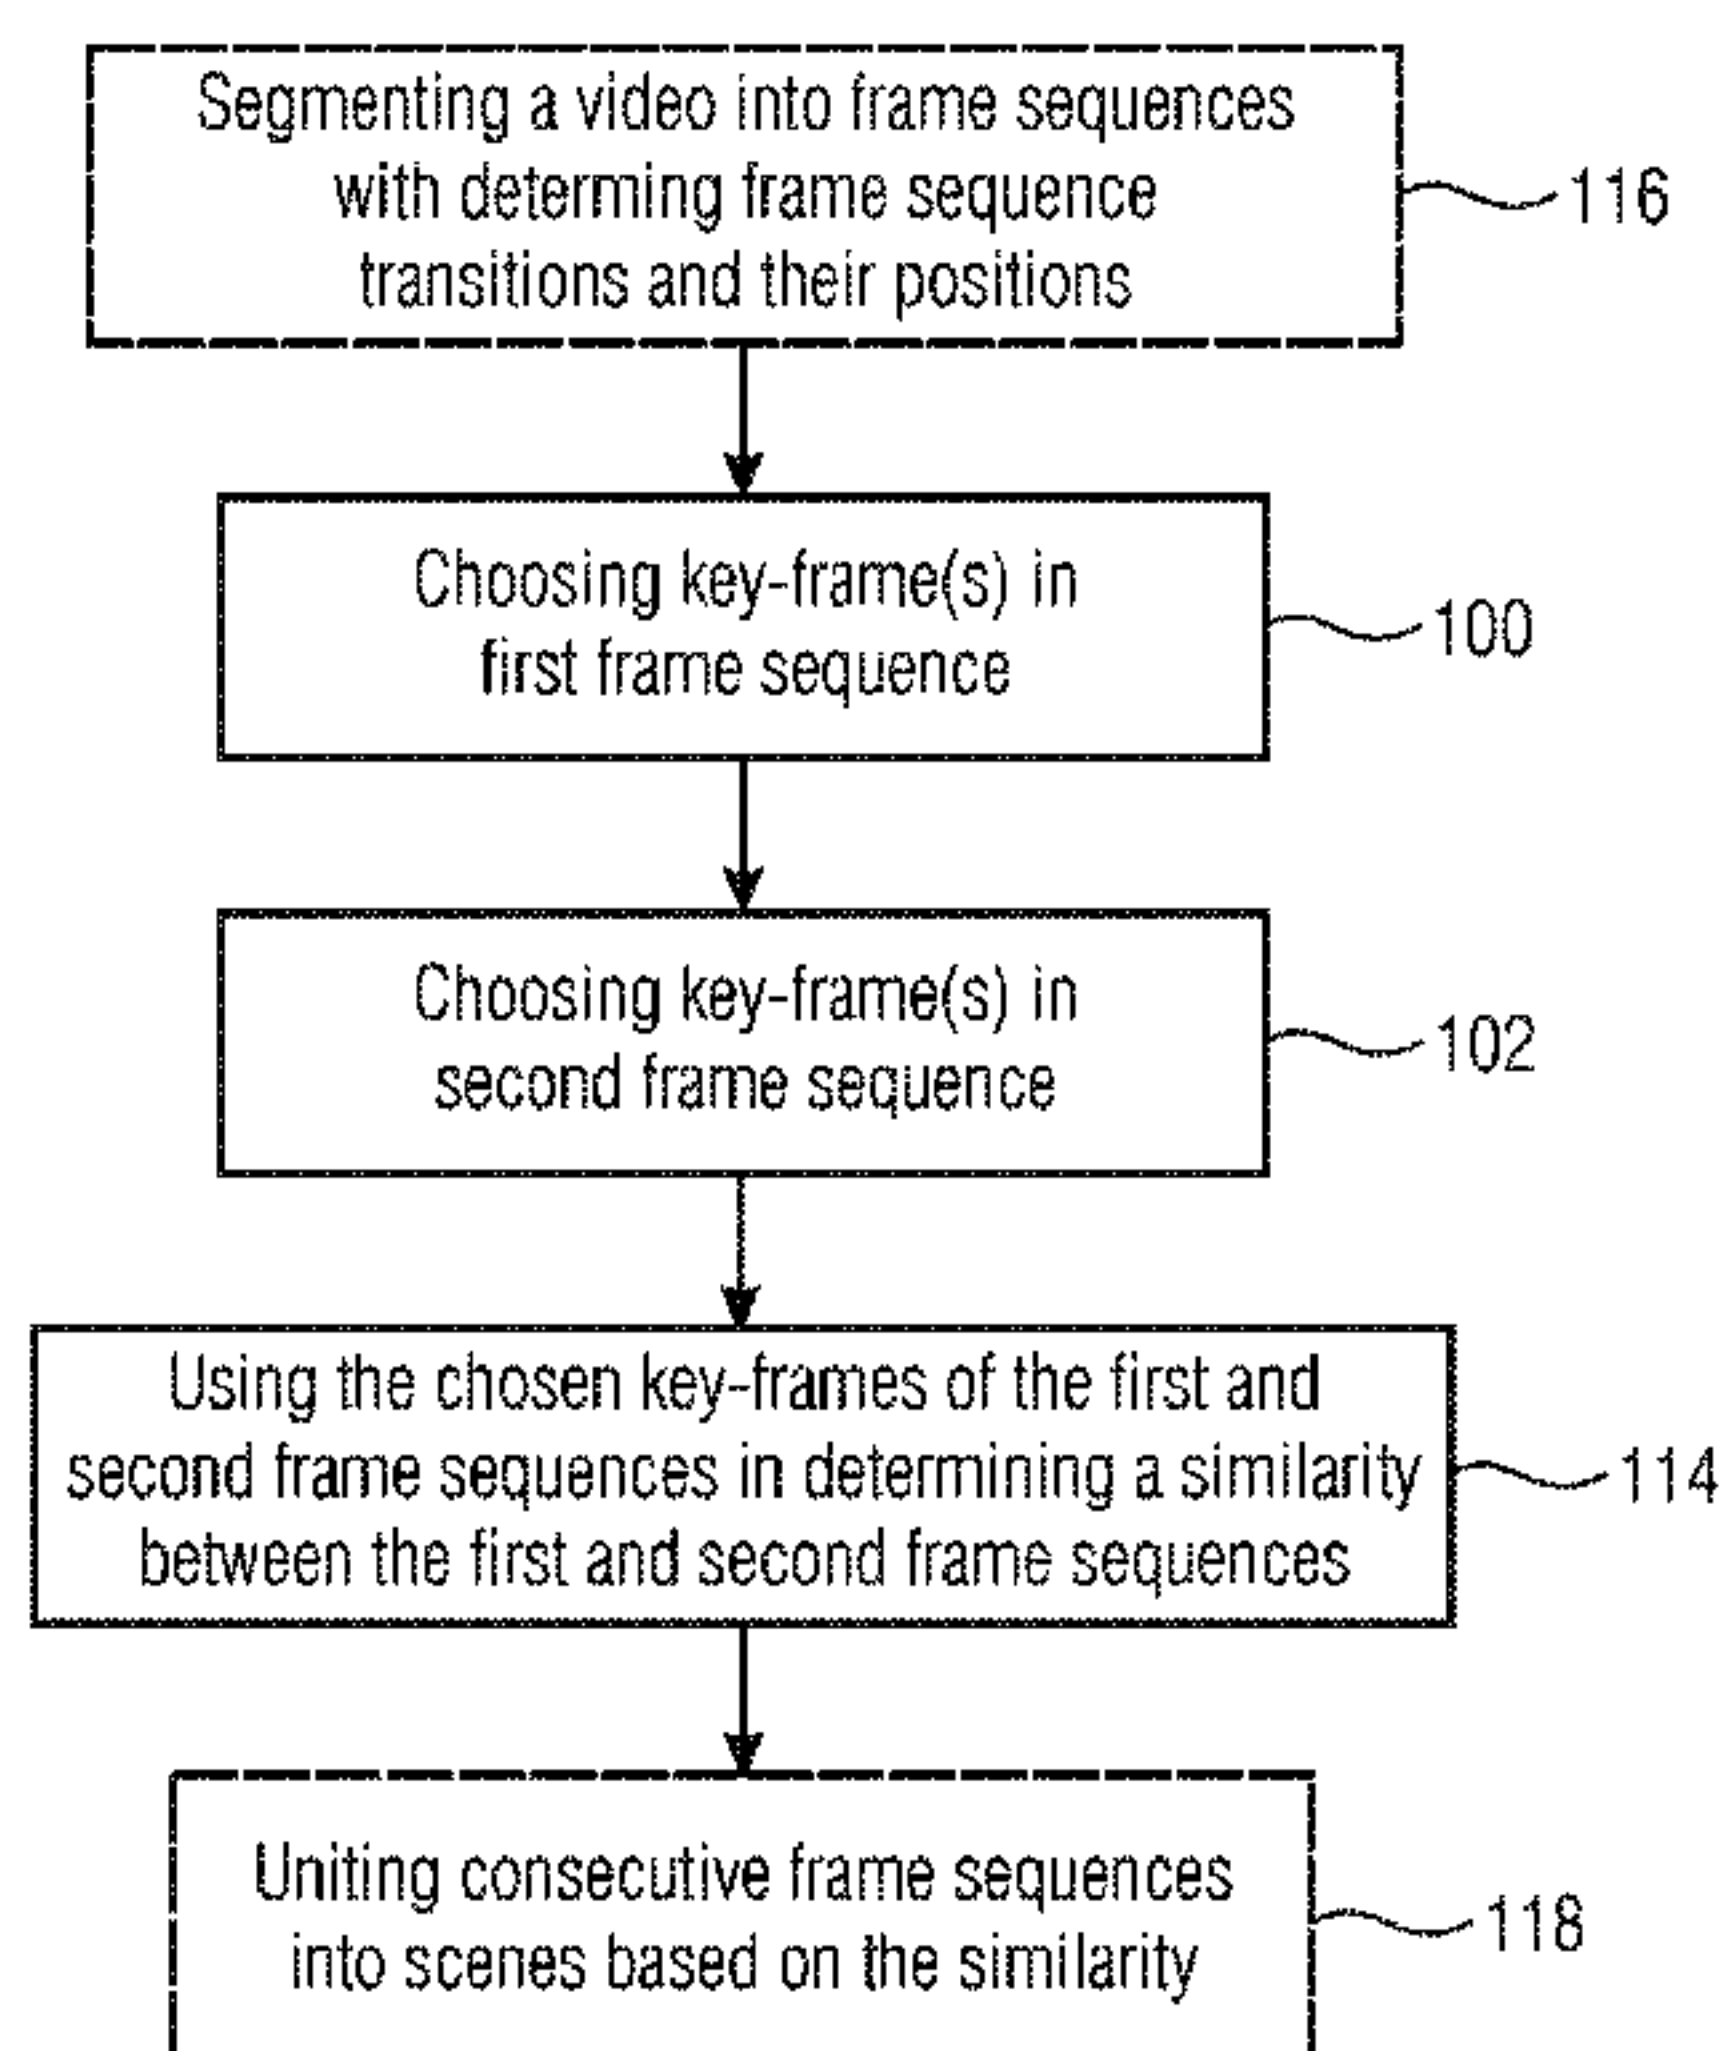 Segmenting a video into frame sequences
with determing frame sequence
transitions and their positions
116
Choosing key-frame(s) in
first frame sequence
100
Choosing key-frame(s) in
second frame sequence
102
Using the chosen key-frames of the first and
second frame sequences in determining a similarity
between the first and second frame sequences
114
Uniting consecutive frame sequences
into scenes based on the similarity
118